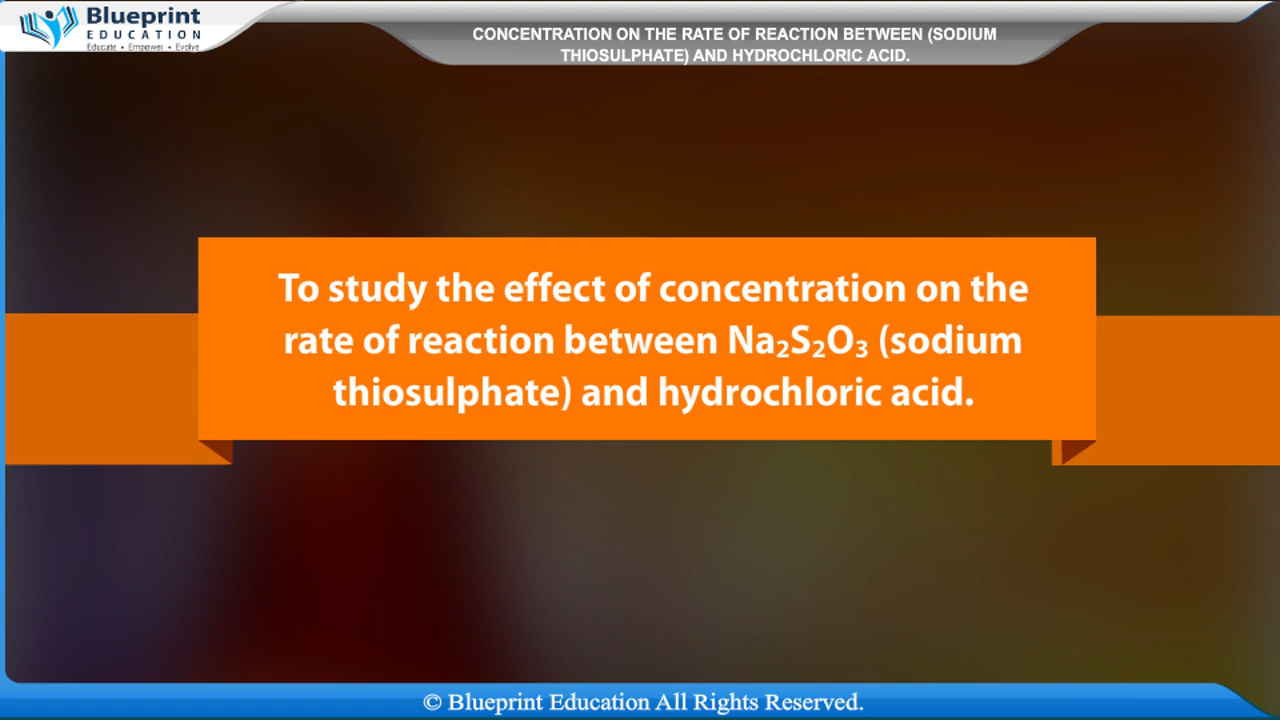 Blueprint
EDUCATION
Educate • Empower • Evolve
CONCENTRATION ON THE RATE OF REACTION BETWEEN (SODIUM
THIOSULPHATE) AND HYDROCHLORIC ACID.
To study the effect of concentration on the
rate of reaction between Na₂S₂O₃ (sodium
thiosulphate) and hydrochloric acid.
© Blueprint Education All Rights Reserved.